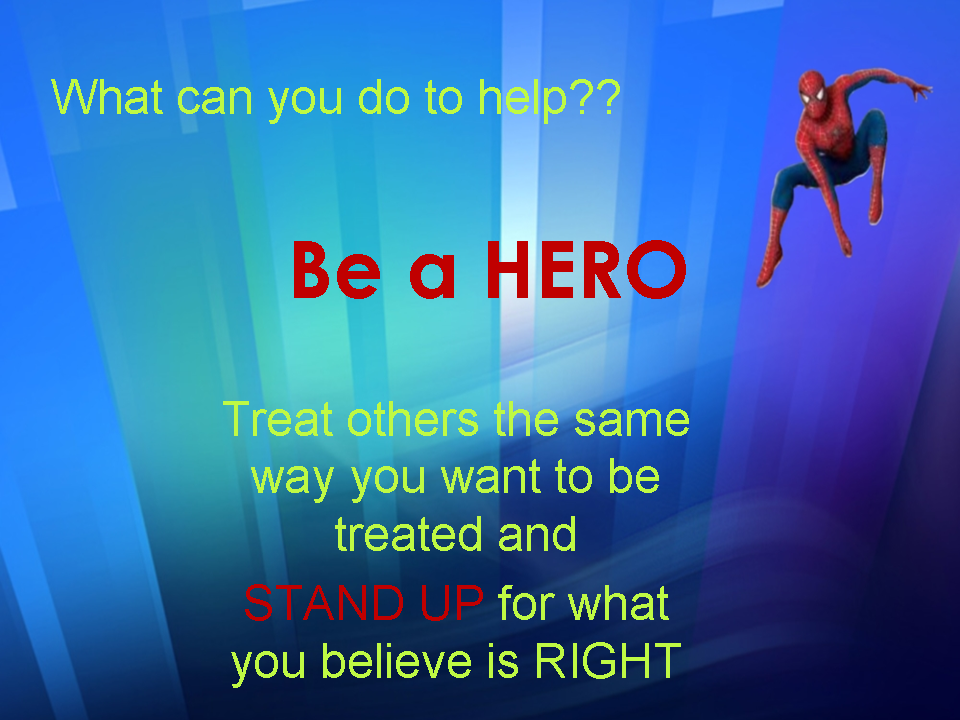 What can you do to help??
Be a HERO
Treat others the same
way you want to be
treated and
STAND UP for what
you believe is RIGHT